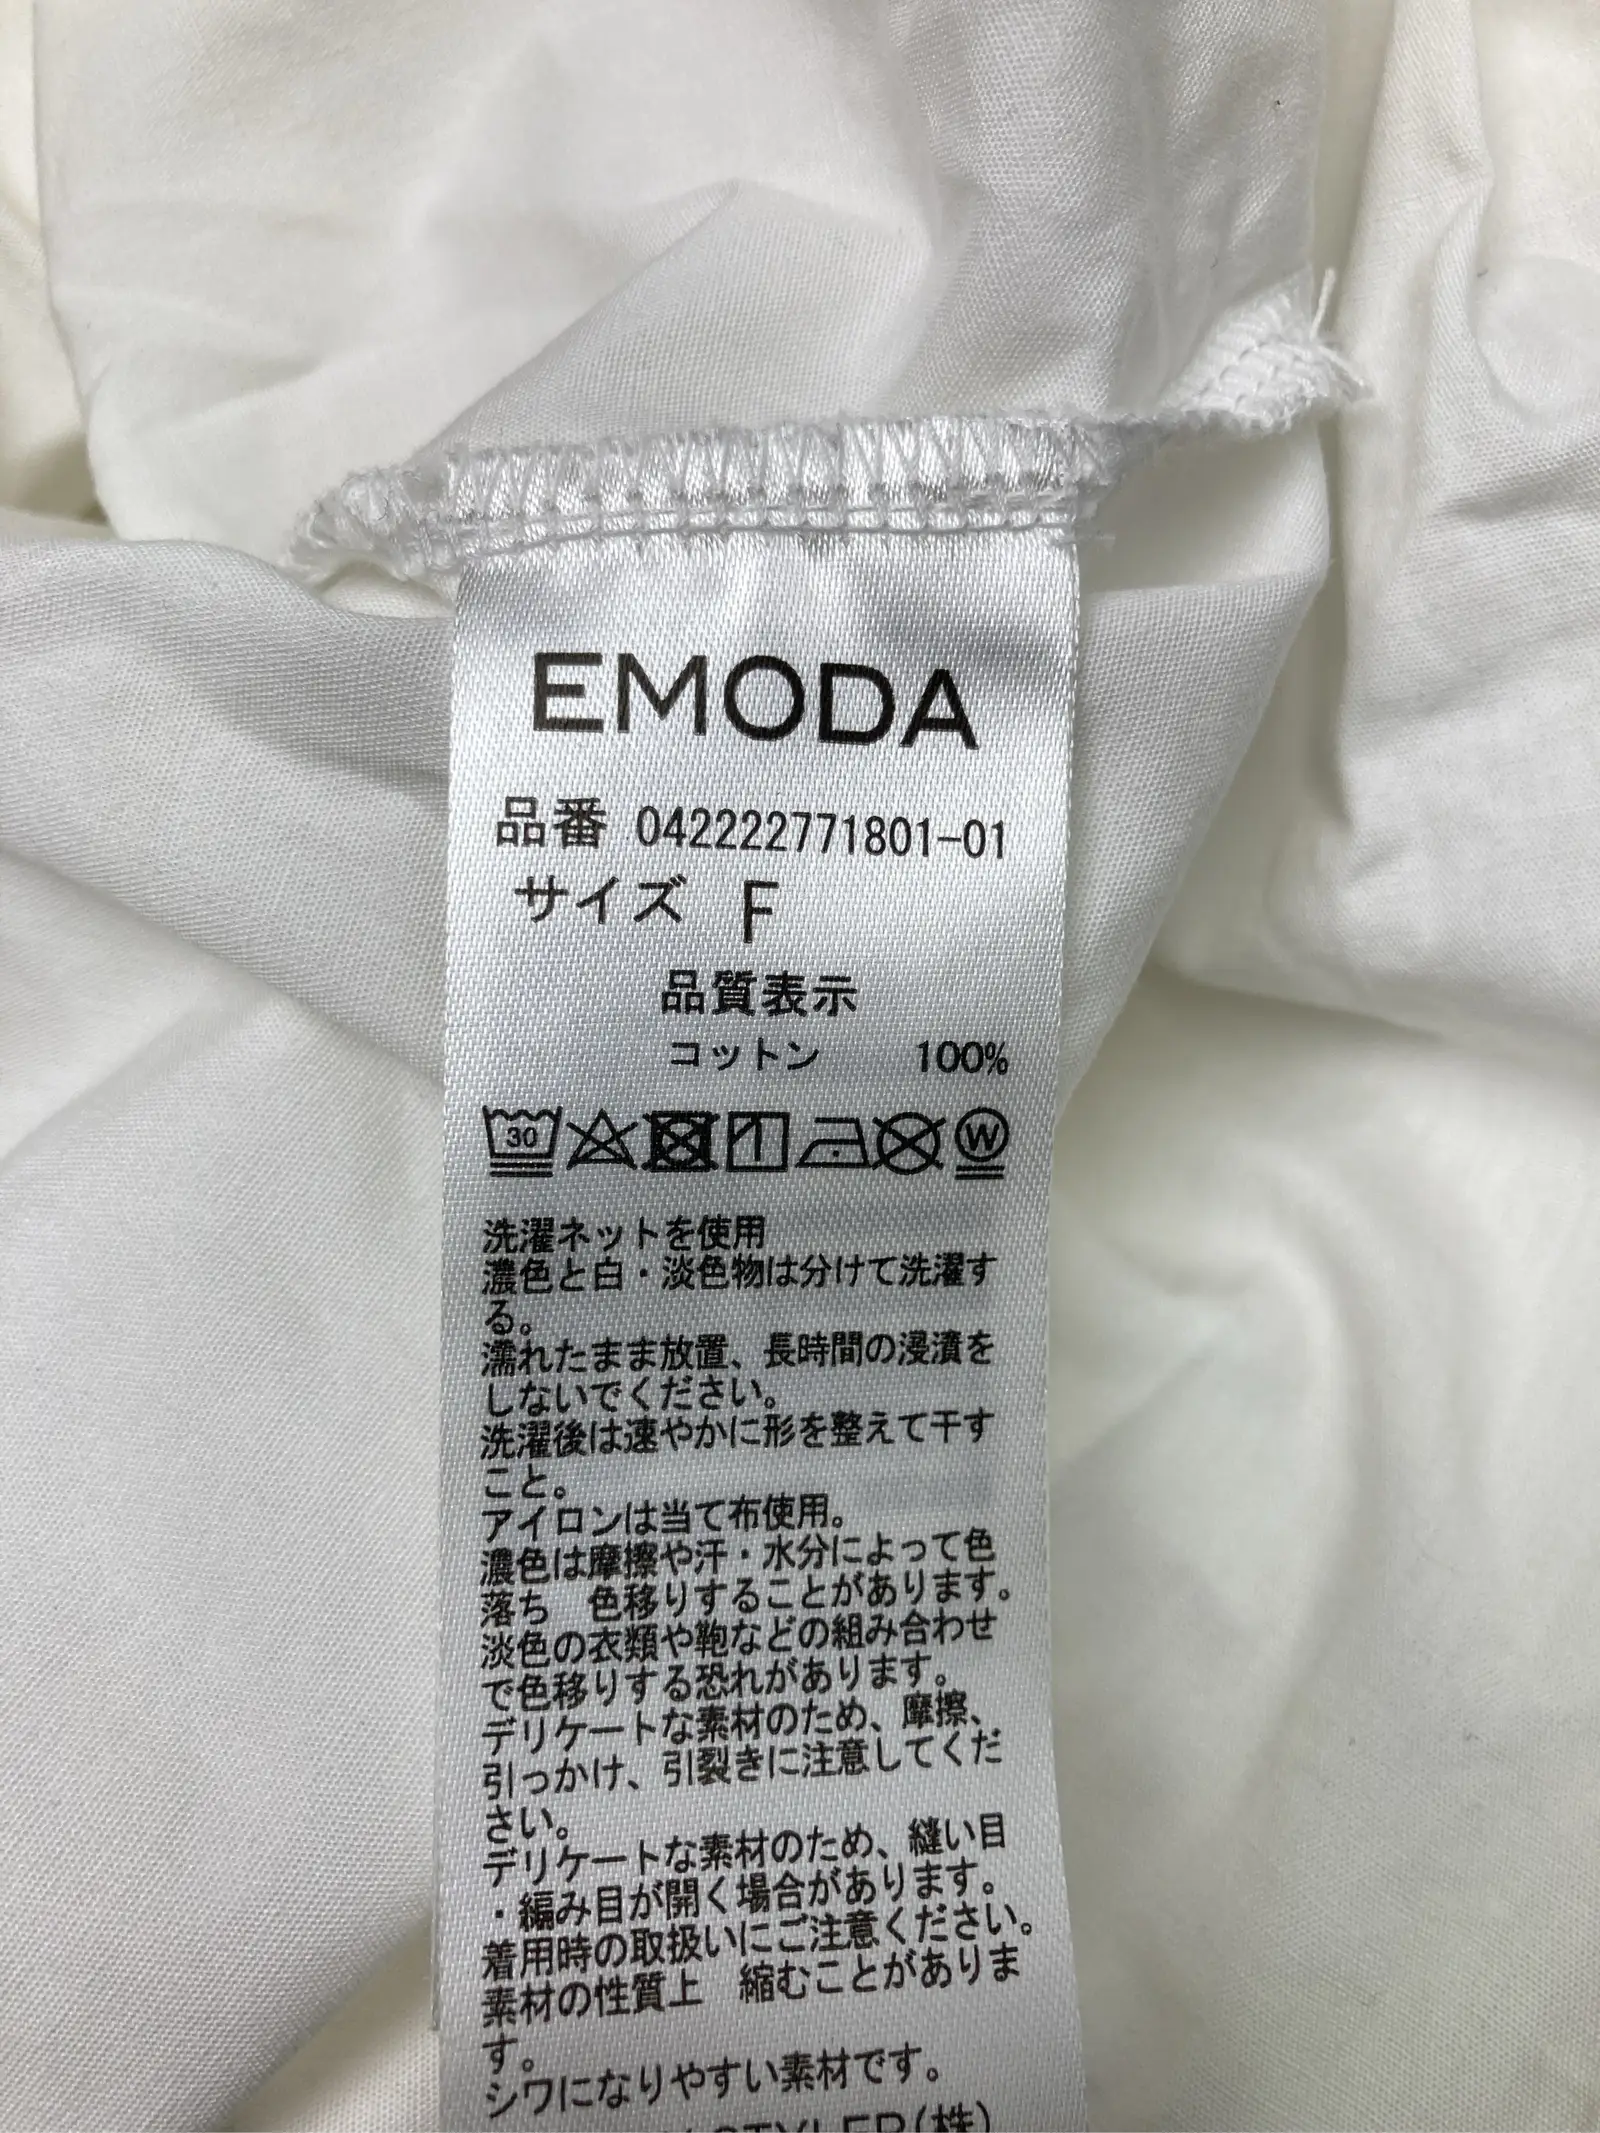 EMODA
品番 042222771801-01
サイズ F
品質表示
コットン 100%
30
W
洗濯ネットを使用
濃色と白・淡色物は分けて洗濯す
る。
濡れたまま放置、長時間の浸漬を
しないでください。
洗濯後は速やかに形を整えて干す
こと。
アイロンは当て布使用。
濃色は摩擦や汗・水分によって色
落ち 色移りすることがあります。
淡色の衣類や鞄などの組み合わせ
で色移りする恐れがあります。
デリケートな素材のため、摩擦、
引っかけ、引裂きに注意してくだ
さい。
デリケートな素材のため、縫い目
・編み目が開く場合があります。
着用時の取扱いにご注意ください。
素材の性質上 縮むことがありま
す。
シワになりやすい素材です。
STYLER(株)